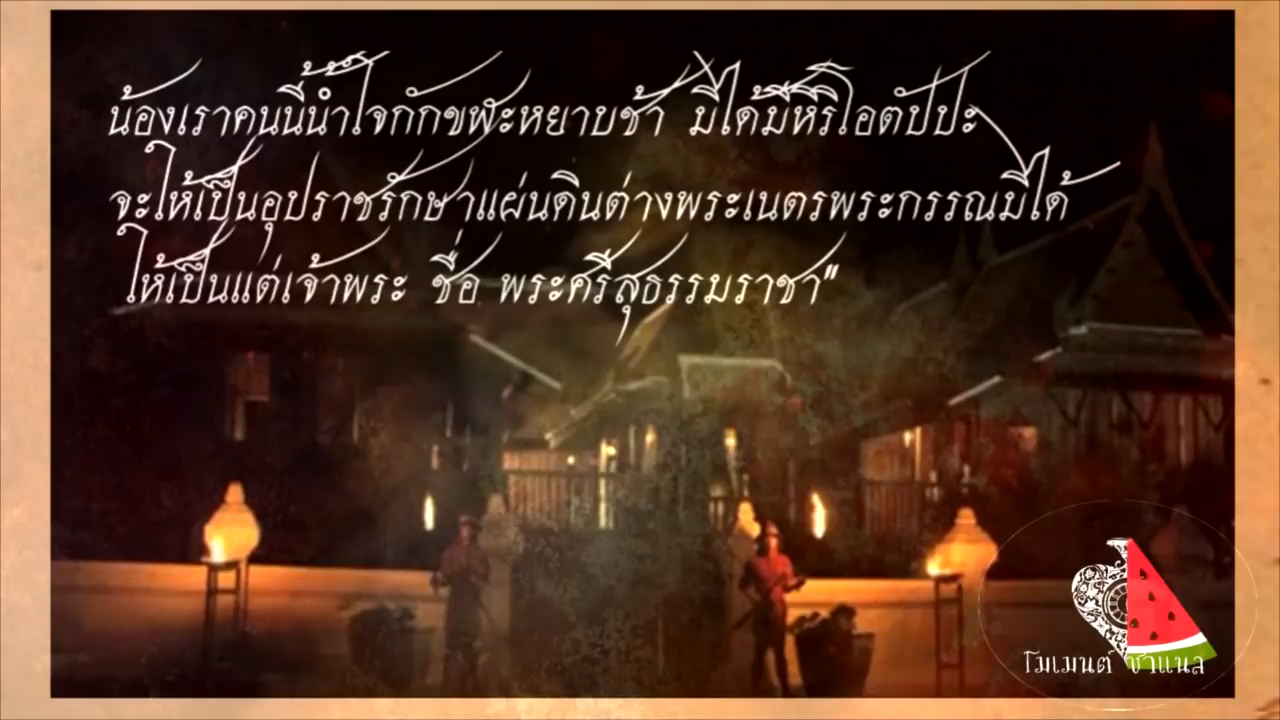 น้องเราคนนี้น้ำใจกักขฬะหยาบช้า มิได้มีหิริโอตัปปะ
จะให้เป็นอุปราชรักษาแผ่นดินต่างพระเนตรพระกรรณมิได้
ให้เป็นแต่เจ้าพระ ชื่อ พระศรีสุธรรมราชา"
โมเมนต์ ชาแนล